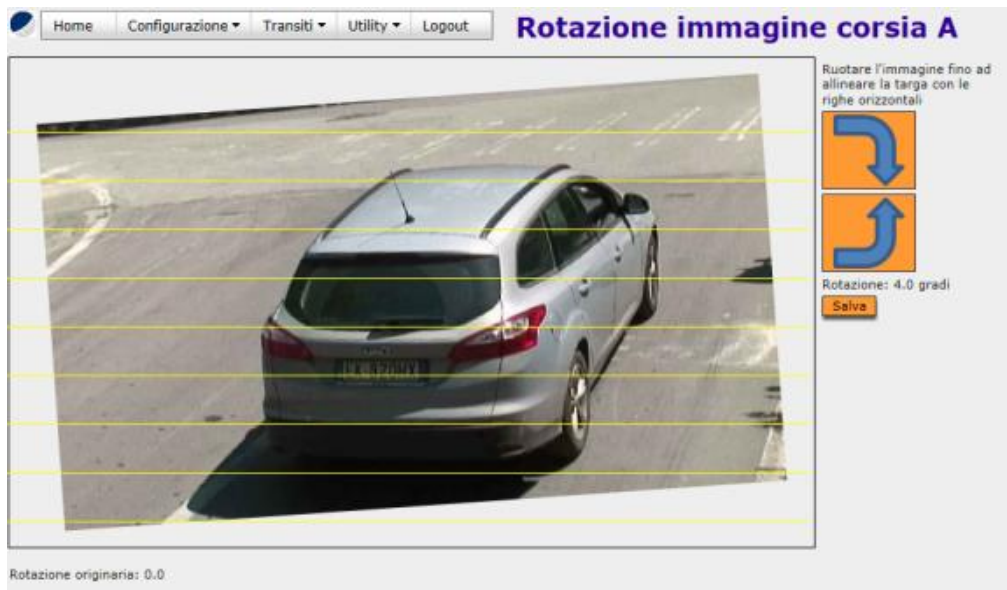 Home Configurazione Transiti Utility Logout
Rotazione immagine corsia A
Ruotare l'immagine fino ad
allineare la targa con le
righe orizzontali
Rotazione: 4.0 gradi
Salva
Rotazione originaria: 0.0